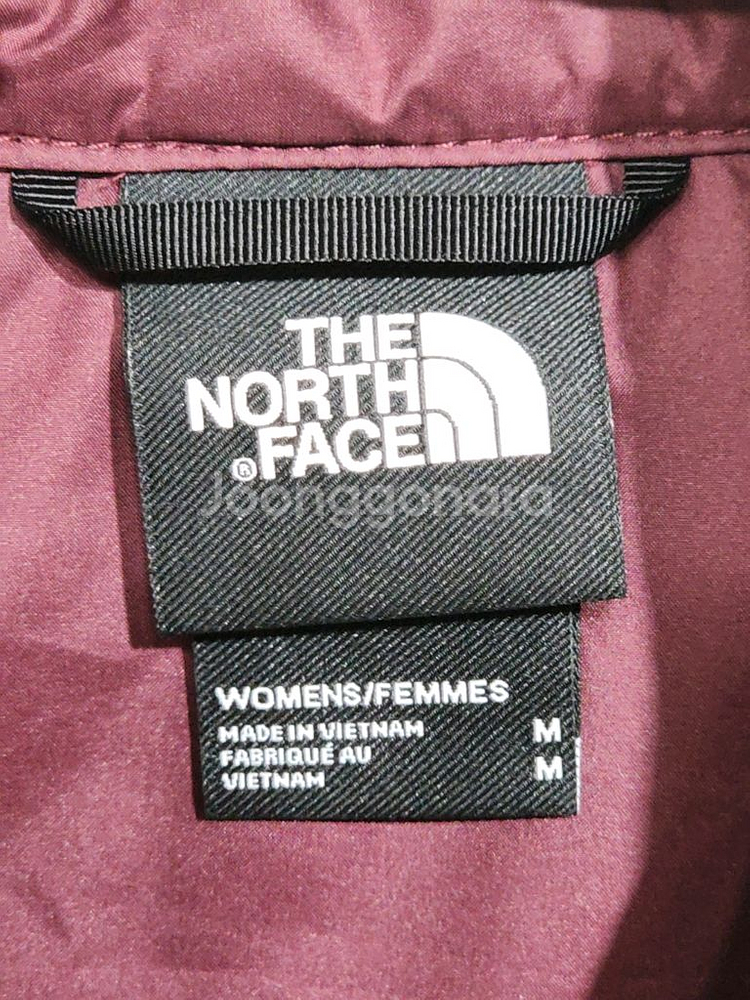 THE
NORTH
FACE
®
Joonggonara
WOMENS/FEMMES
MADE IN VIETNAM M
FABRIQUÉ AU
VIETNAM M